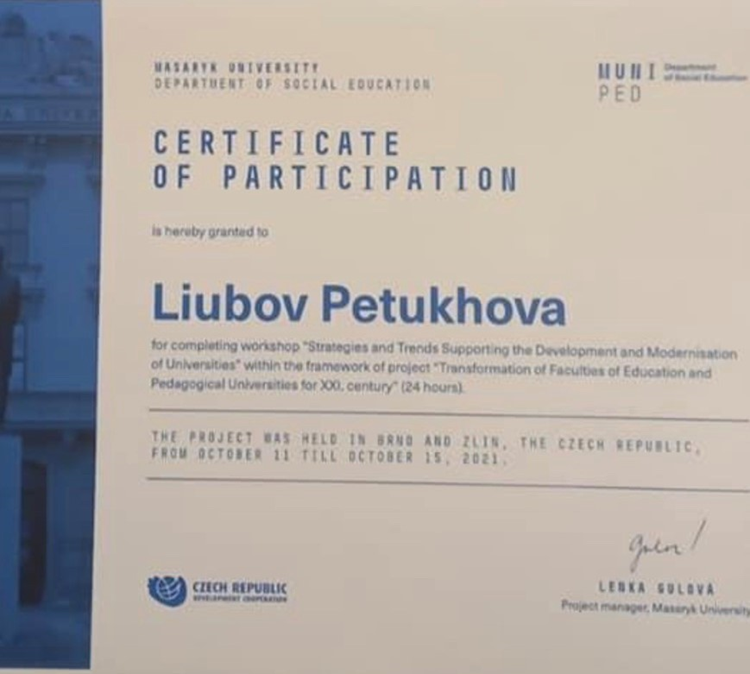 MASARYK UNIVERSITY
DEPARTMENT OF SOCIAL EDUCATION
MUNI
PED
Department
of Social Education
CERTIFICATE
OF PARTICIPATION
is hereby granted to
Liubov Petukhova
for completing workshop "Strategies and Trends Supporting the Development and Modernisation
of Universities" within the framework of project "Transformation of Faculties of Education and
Pedagogical Universities for XXI. century" (24 hours).
THE PROJECT WAS HELD IN BRNO AND ZLIN, THE CZECH REPUBLIC,
FROM OCTOBER 11 TILL OCTOBER 15, 2021.
CZECH REPUBLIC
DEVELOPMENT COOPERATION
LENKA GULOVA
Project manager, Masaryk University